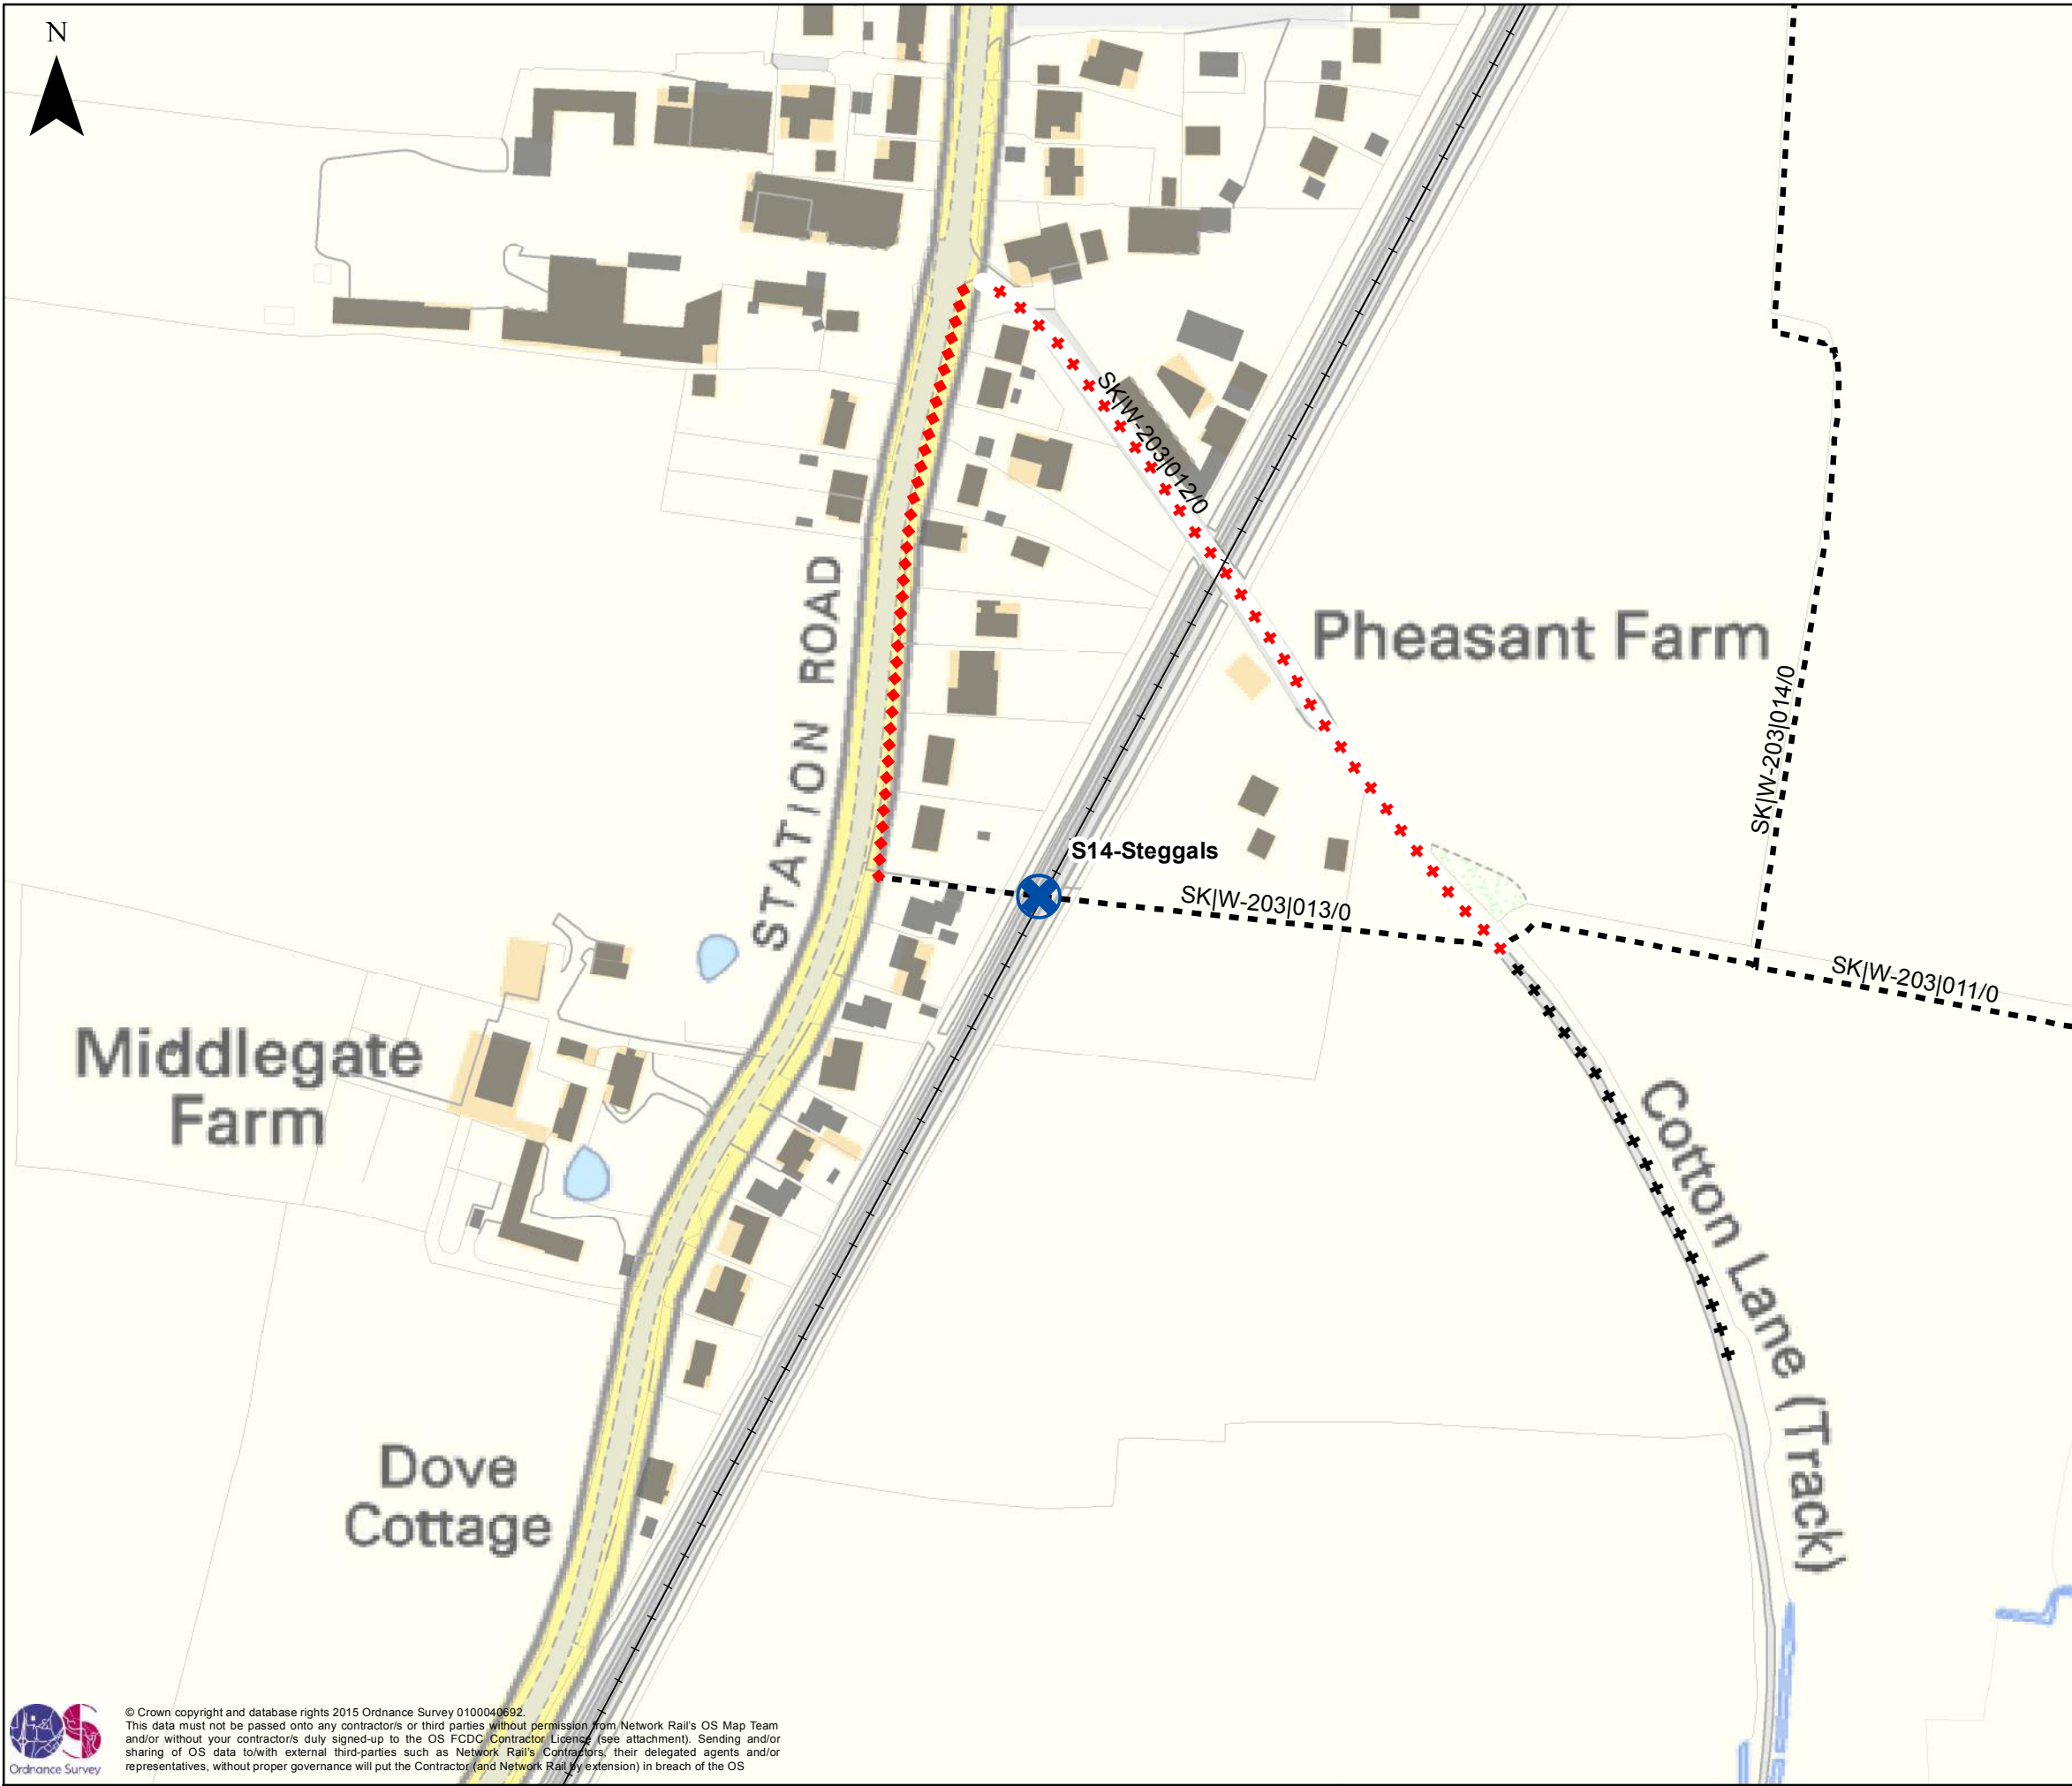 N
SK|W-203|012/0
STATION ROAD
Pheasant Farm
SK|W-203|014/0
S14-Steggals
SK|W-203|013/0
SK|W-203|011/0
Middlegate
Farm
Cotton Lane (Track)
Dove
Cottage
OS
Ordnance Survey
© Crown copyright and database rights 2015 Ordnance Survey 0100040692.
This data must not be passed onto any contractor/s or third parties without permission from Network Rail's OS Map Team
and/or without your contractor/s duly signed-up to the OS FCDC Contractor Licence (see attachment). Sending and/or
sharing of OS data to/with external third-parties such as Network Rail's Contractors, their delegated agents and/or
representatives, without proper governance will put the Contractor (and Network Rail by extension) in breach of the OS